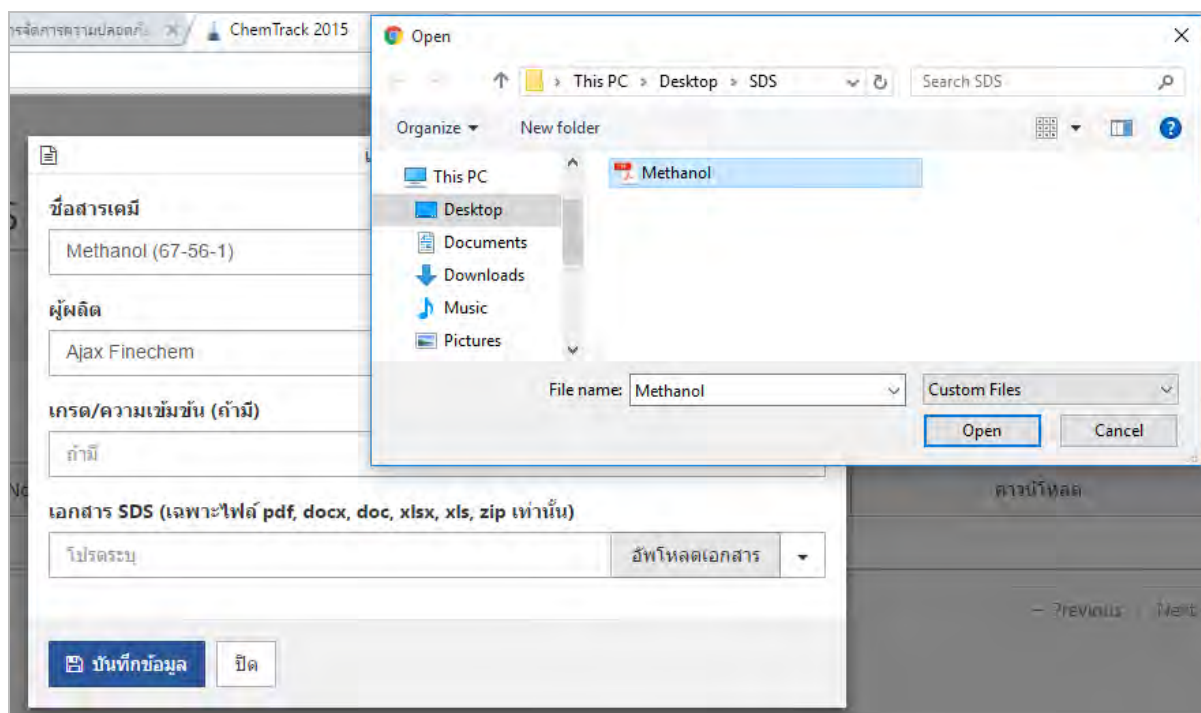 ChemTrack 2015
Open
This PC > Desktop > SDS
Search SDS
Organize
New folder
This PC
Desktop
Documents
Downloads
Music
Pictures
Methanol
File name:
Methanol
Custom Files
Open
Cancel
ชื่อสารเคมี
Methanol (67-56-1)
ผู้ผลิต
Ajax Finechem
เกรด/ความเข้มข้น (ถ้ามี)
ถ้ามี
เอกสาร SDS (เฉพาะไฟล์ pdf, docx, doc, xlsx, xls, zip เท่านั้น)
โปรดระบุ
อัพโหลดเอกสาร
บันทึกข้อมูล
ปิด
ดาวน์โหลด
Previous
Next